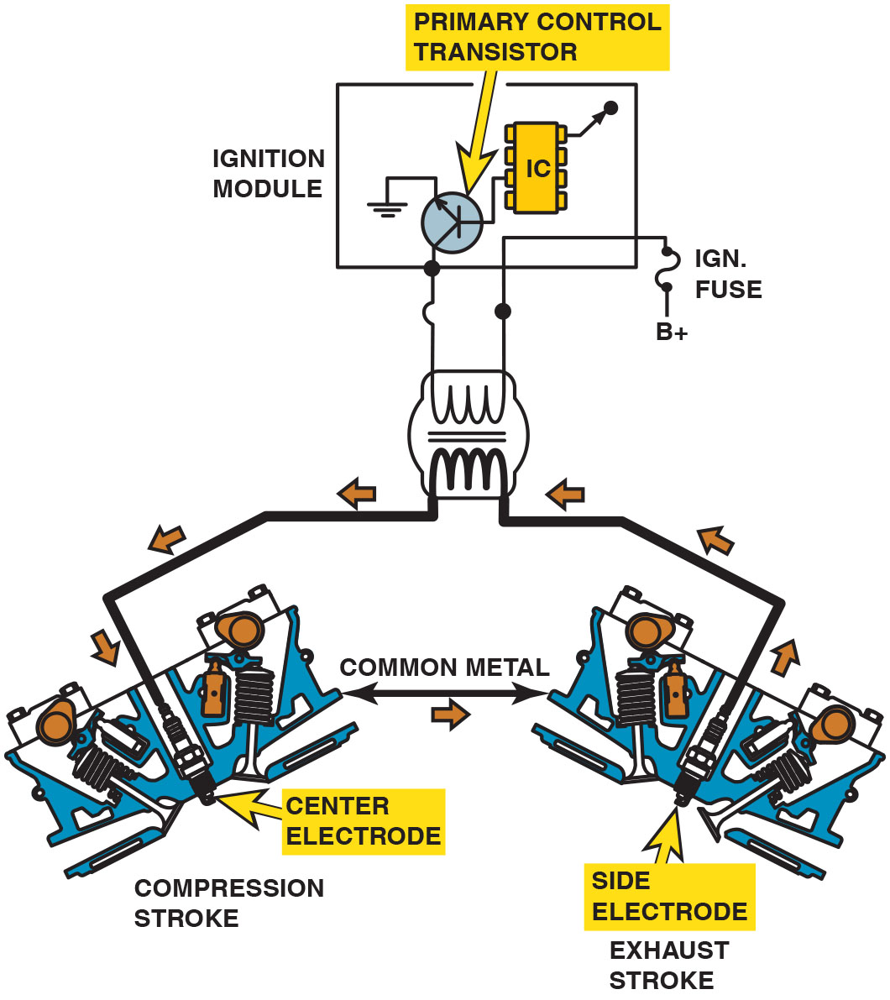 PRIMARY CONTROL
TRANSISTOR
IGNITION
MODULE
IC
IGN.
FUSE
B+
COMMON METAL
CENTER
ELECTRODE
COMPRESSION
STROKE
SIDE
ELECTRODE
EXHAUST
STROKE